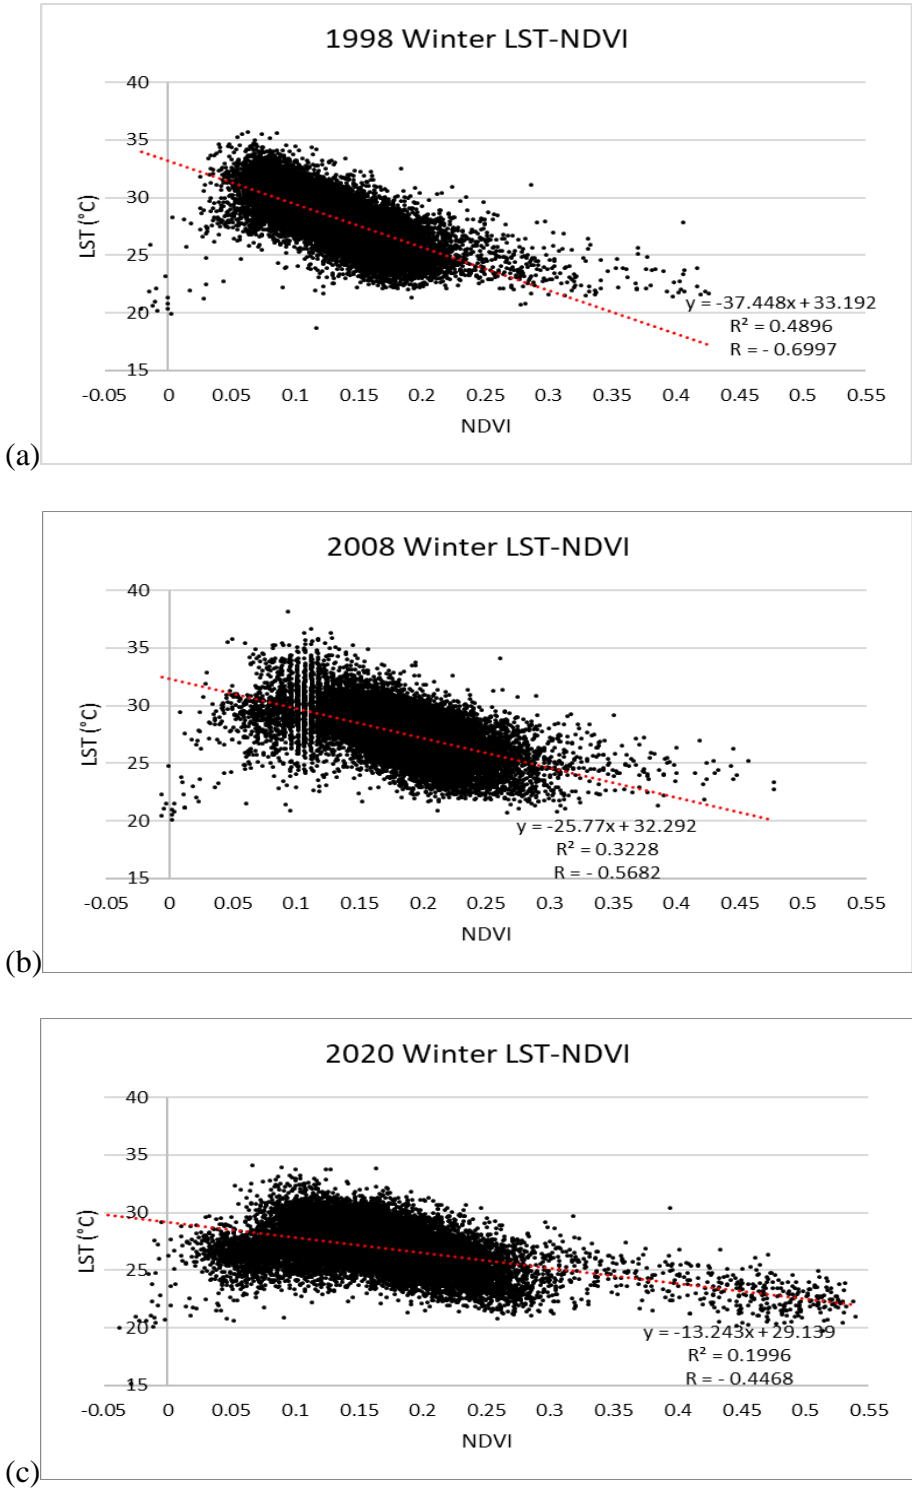 1998 Winter LST-NDVI
40
35
30
25
20
15
LST (°C)
y = -37.448x + 33.192
R² = 0.4896
R = - 0.6997
-0.05 0 0.05 0.1 0.15 0.2 0.25 0.3 0.35 0.4 0.45 0.5 0.55
NDVI
(a)
2008 Winter LST-NDVI
40
35
30
25
20
15
LST (°C)
y = -25.77x + 32.292
R² = 0.3228
R = - 0.5682
-0.05 0 0.05 0.1 0.15 0.2 0.25 0.3 0.35 0.4 0.45 0.5 0.55
NDVI
(b)
2020 Winter LST-NDVI
40
35
30
25
20
15
LST (°C)
y = -13.243x + 29.139
R² = 0.1996
R = - 0.4468
-0.05 0 0.05 0.1 0.15 0.2 0.25 0.3 0.35 0.4 0.45 0.5 0.55
NDVI
(c)